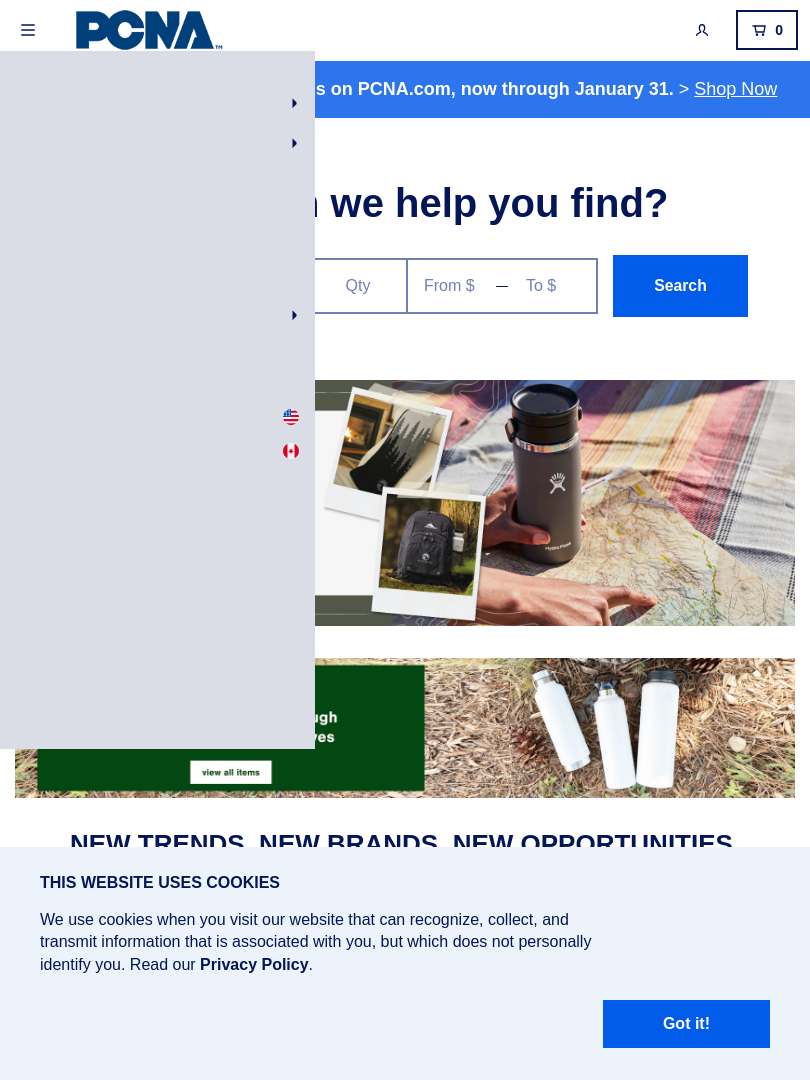 PCNA™
0
s on PCNA.com, now through January 31. > Shop Now
we help you find?
Qty
From $ — To $
Search
view all items
NEW TRENDS, NEW BRANDS, NEW OPPORTUNITIES
THIS WEBSITE USES COOKIES
We use cookies when you visit our website that can recognize, collect, and
transmit information that is associated with you, but which does not personally
identify you. Read our Privacy Policy.
Got it!